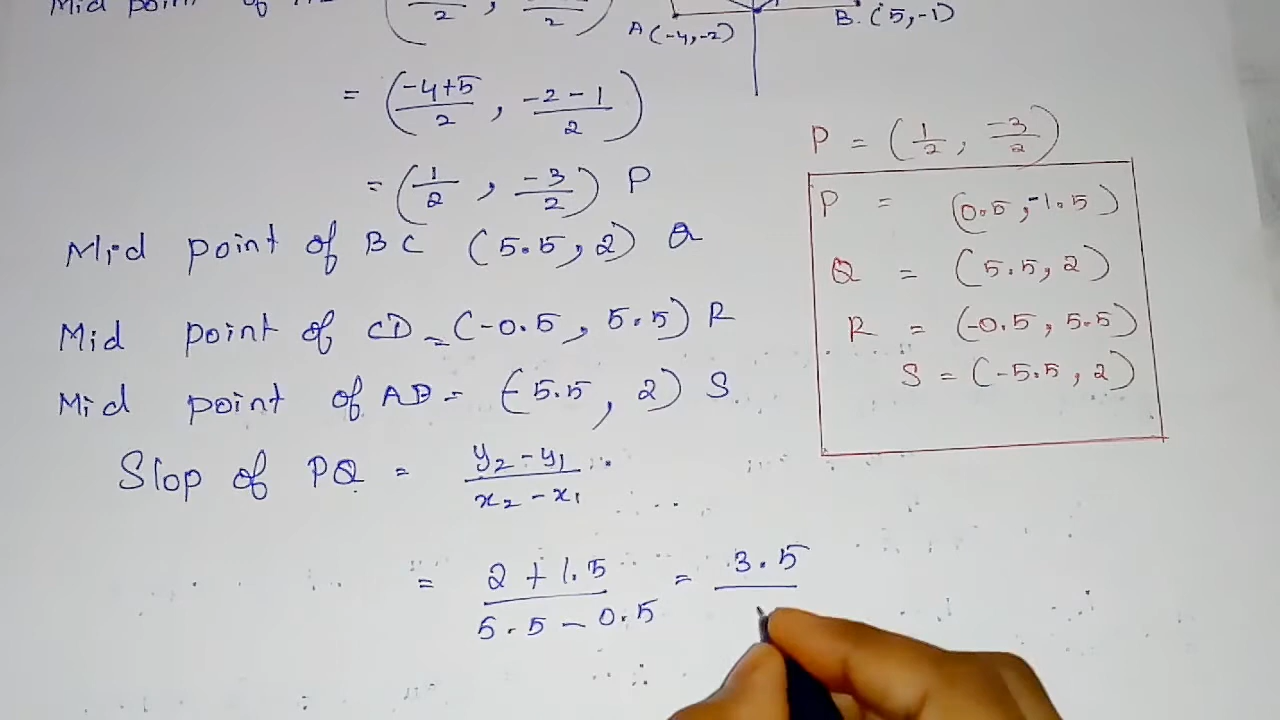 Mid point of
A(-4,-2)
B. (5,-1)
= (-4+5/2 , -2-1/2)
= (1/2 , -3/2) P
Mid point of BC (5.5, 2) Q
Mid point of CD = (-0.5, 5.5) R
Mid point of AD = (-5.5, 2) S
Slop of PQ = y2-y1/x2-x1
= 2+1.5/5.5-0.5 = 3.5
P = (1/2, -3/2)
P = (0.5, -1.5)
Q = (5.5, 2)
R = (-0.5, 5.5)
S = (-5.5, 2)